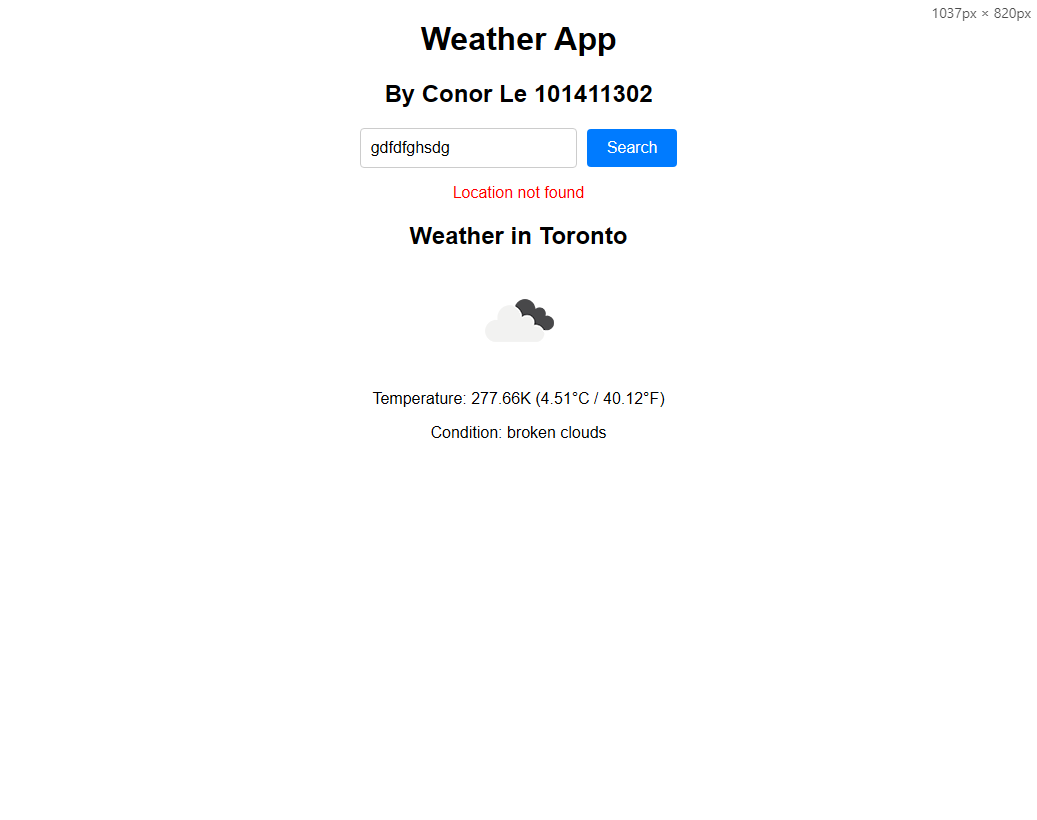 1037px × 820px
Weather App
By Conor Le 101411302
gdfdfghsdg
Search
Location not found
Weather in Toronto
Temperature: 277.66K (4.51°C / 40.12°F)
Condition: broken clouds